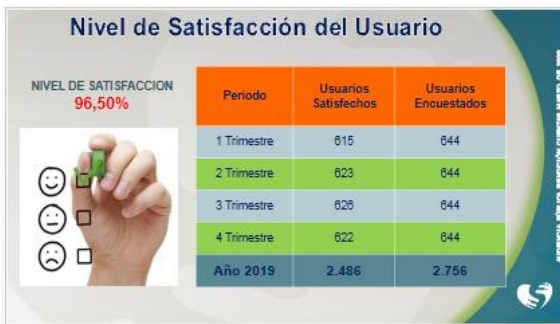 Nivel de Satisfacción del Usuario
NIVEL DE SATISFACCION
96,50%
Periodo Usuarios Satisfechos Usuarios Encuestados
1 Trimestre 615 644
2 Trimestre 623 644
3 Trimestre 626 644
4 Trimestre 622 644
Año 2019 2.486 2.756